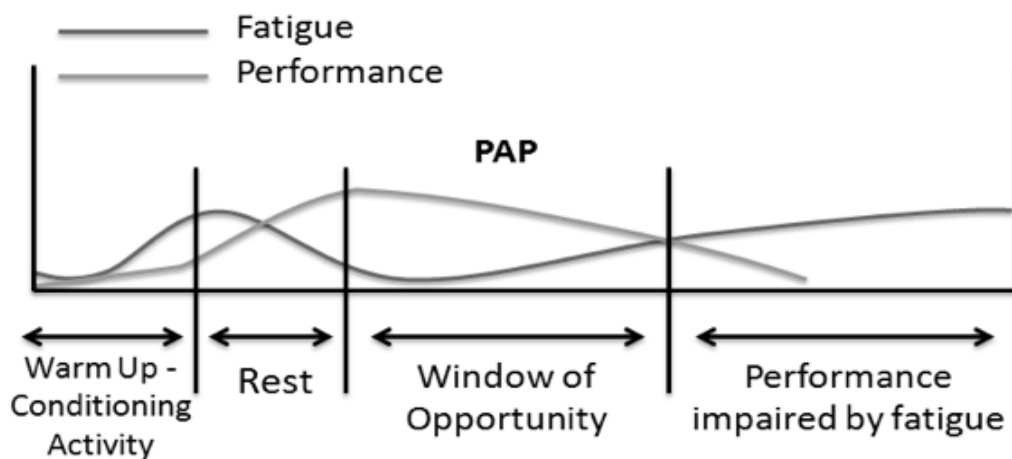 Fatigue
Performance
PAP
Warm Up -
Conditioning
Activity
Rest
Window of
Opportunity
Performance
impaired by fatigue